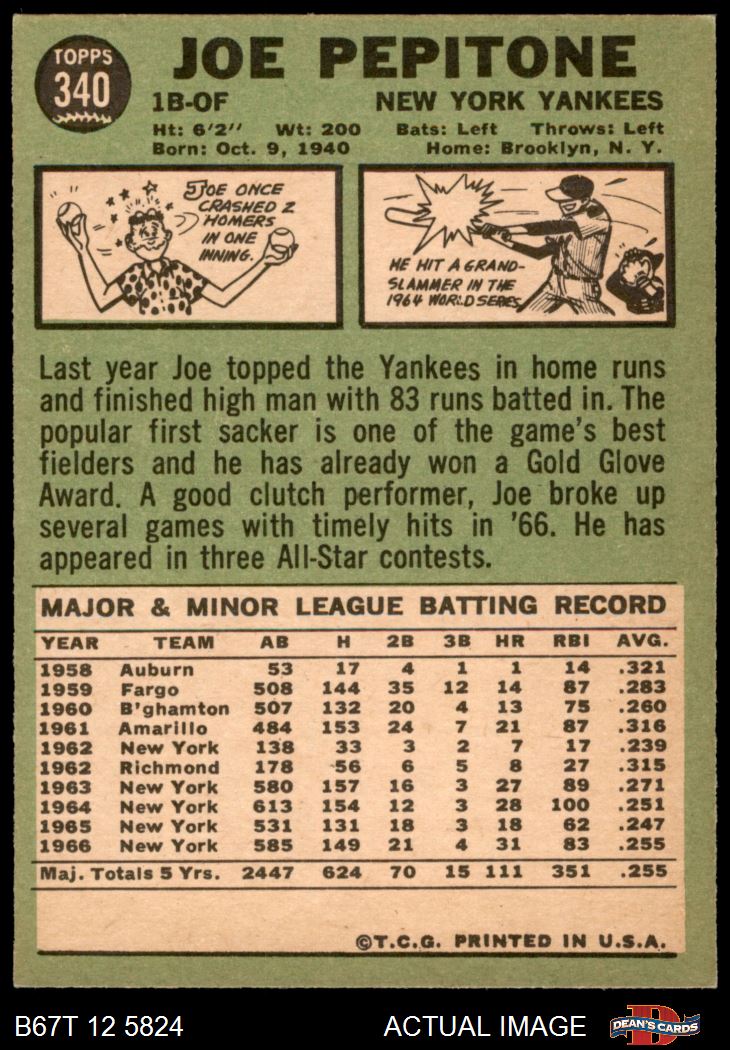 TOPPS
340
JOE PEPITONE
1B-OF NEW YORK YANKEES
Ht: 6'2" Wt: 200 Bats: Left Throws: Left
Born: Oct. 9, 1940 Home: Brooklyn, N. Y.
JOE ONCE
CRASHED 2
HOMERS
IN ONE
INNING.
HE HIT A GRAND-
SLAMMER IN THE
1964 WORLD SERIES
Last year Joe topped the Yankees in home runs
and finished high man with 83 runs batted in. The
popular first sacker is one of the game's best
fielders and he has already won a Gold Glove
Award. A good clutch performer, Joe broke up
several games with timely hits in '66. He has
appeared in three All-Star contests.
MAJOR & MINOR LEAGUE BATTING RECORD
YEAR TEAM AB H 2B 3B HR RBI AVG.
1958 Auburn 53 17 4 1 1 14 .321
1959 Fargo 508 144 35 12 14 87 .283
1960 B'ghamton 507 132 20 4 13 75 .260
1961 Amarillo 484 153 24 7 21 87 .316
1962 New York 138 33 3 2 7 17 .239
1962 Richmond 178 56 6 5 8 27 .315
1963 New York 580 157 16 3 27 89 .271
1964 New York 613 154 12 3 28 100 .251
1965 New York 531 131 18 3 18 62 .247
1966 New York 585 149 21 4 31 83 .255
Maj. Totals 5 Yrs. 2447 624 70 15 111 351 .255
©T.C.G. PRINTED IN U.S.A.
B67T 12 5824 ACTUAL IMAGE DEAN'S CARDS